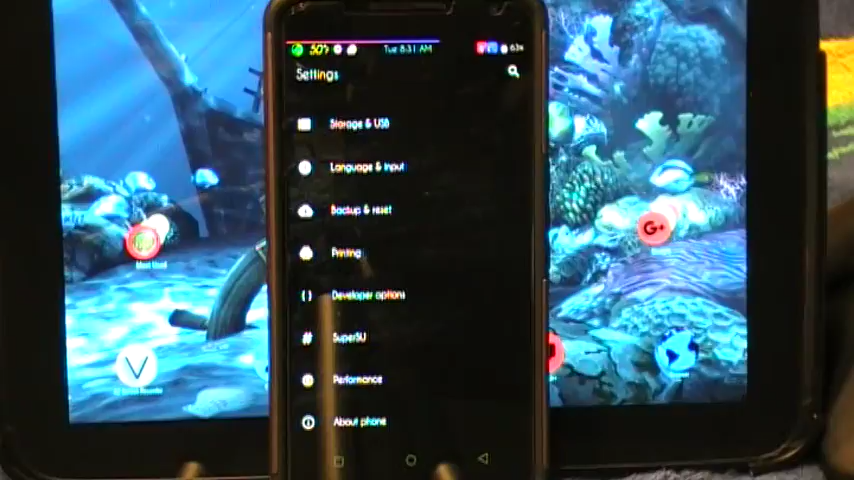 50°
Tue 8:31 AM
63%
Settings
Storage & USB
Language & input
Backup & reset
Printing
Developer options
# SuperSU
Performance
About phone
G+